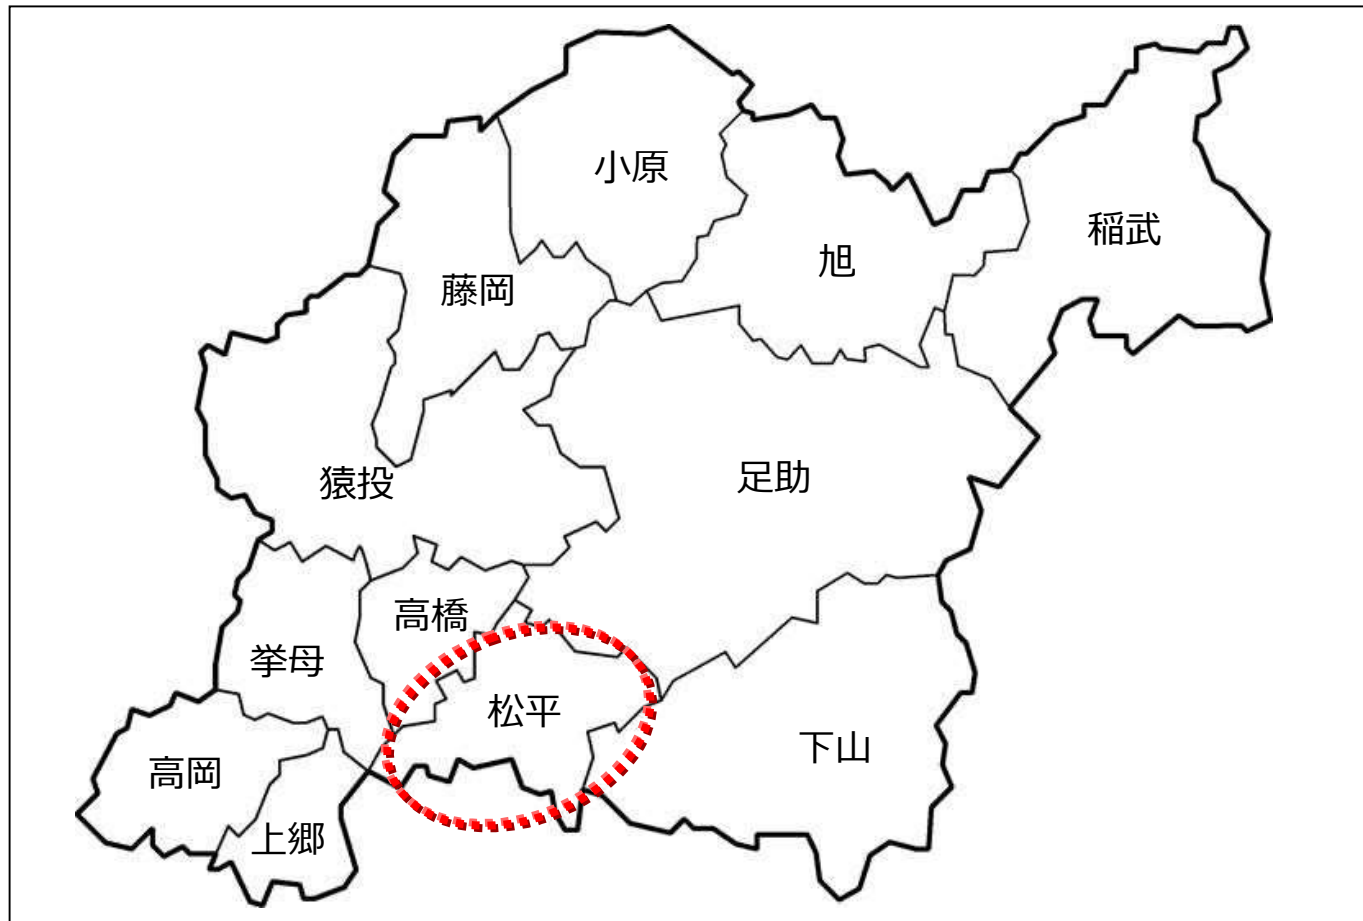 小原
稲武
旭
藤岡
足助
猿投
高橋
挙母
松平
下山
高岡
上郷